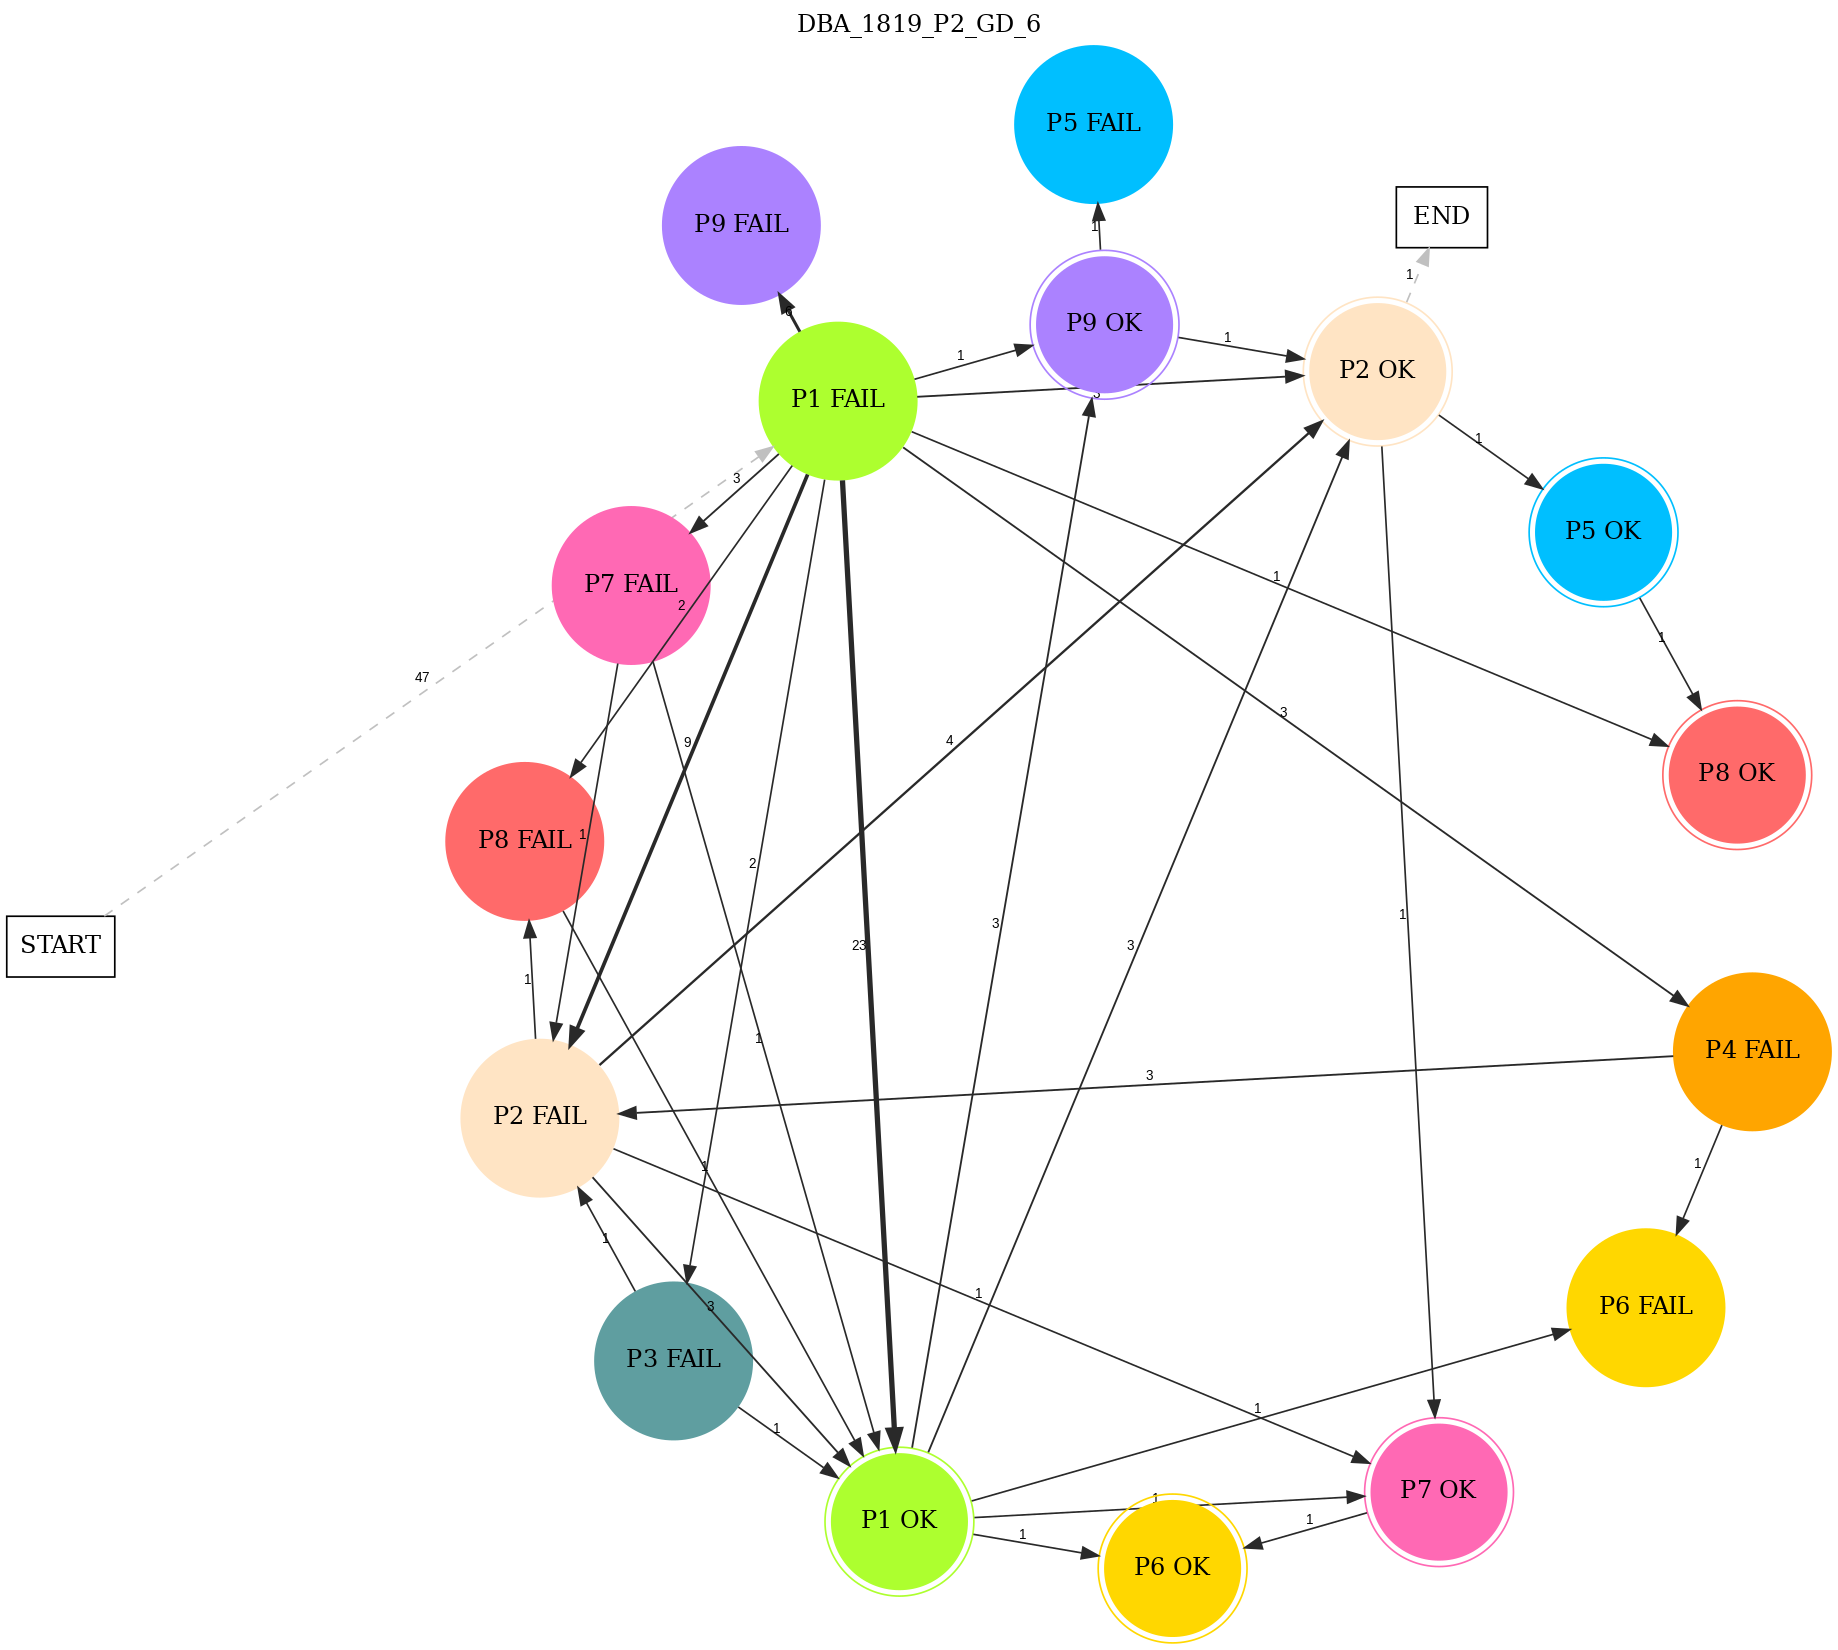 DBA_1819_P2_GD_6
P5 FAIL
END
P9 FAIL
1
1
6
P9 OK
1
P2 OK
1
P1 FAIL
3
1
3
P5 OK
1
P7 FAIL
2
1
47
3
9
4
P8 OK
1
P8 FAIL
2
1
3
23
3
START
1
1
P4 FAIL
3
P2 FAIL
1
1
1
1
1
3
P6 FAIL
P3 FAIL
1
1
P7 OK
1
1
P1 OK
1
P6 OK